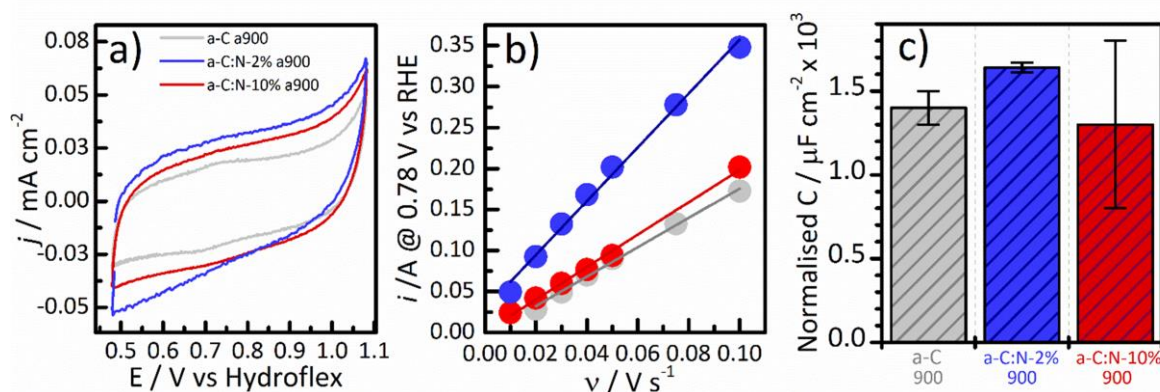 a)
a-C a900
a-C:N-2% a900
a-C:N-10% a900
0.08
0.05
0.03
0.00
-0.03
-0.05
j / mA cm⁻²
0.5 0.6 0.7 0.8 0.9 1.0 1.1
E / V vs Hydroflex
b)
0.35
0.30
0.25
0.20
0.15
0.10
0.05
0.00
i /A @ 0.78 V vs RHE
0.00 0.02 0.04 0.06 0.08 0.10
ν / V s⁻¹
c)
1.5
1.0
0.5
0.0
Normalised C / μF cm⁻² x 10³
a-C a-C:N-2% a-C:N-10%
900 900 900